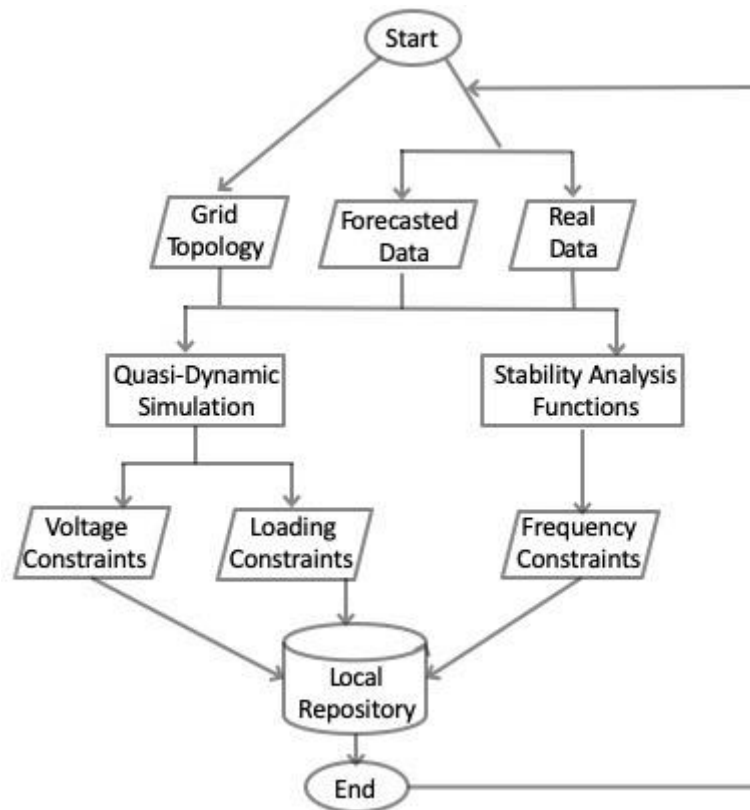 Start
Grid
Topology
Forecasted
Data
Real
Data
Quasi-Dynamic
Simulation
Stability Analysis
Functions
Voltage
Constraints
Loading
Constraints
Frequency
Constraints
Local
Repository
End